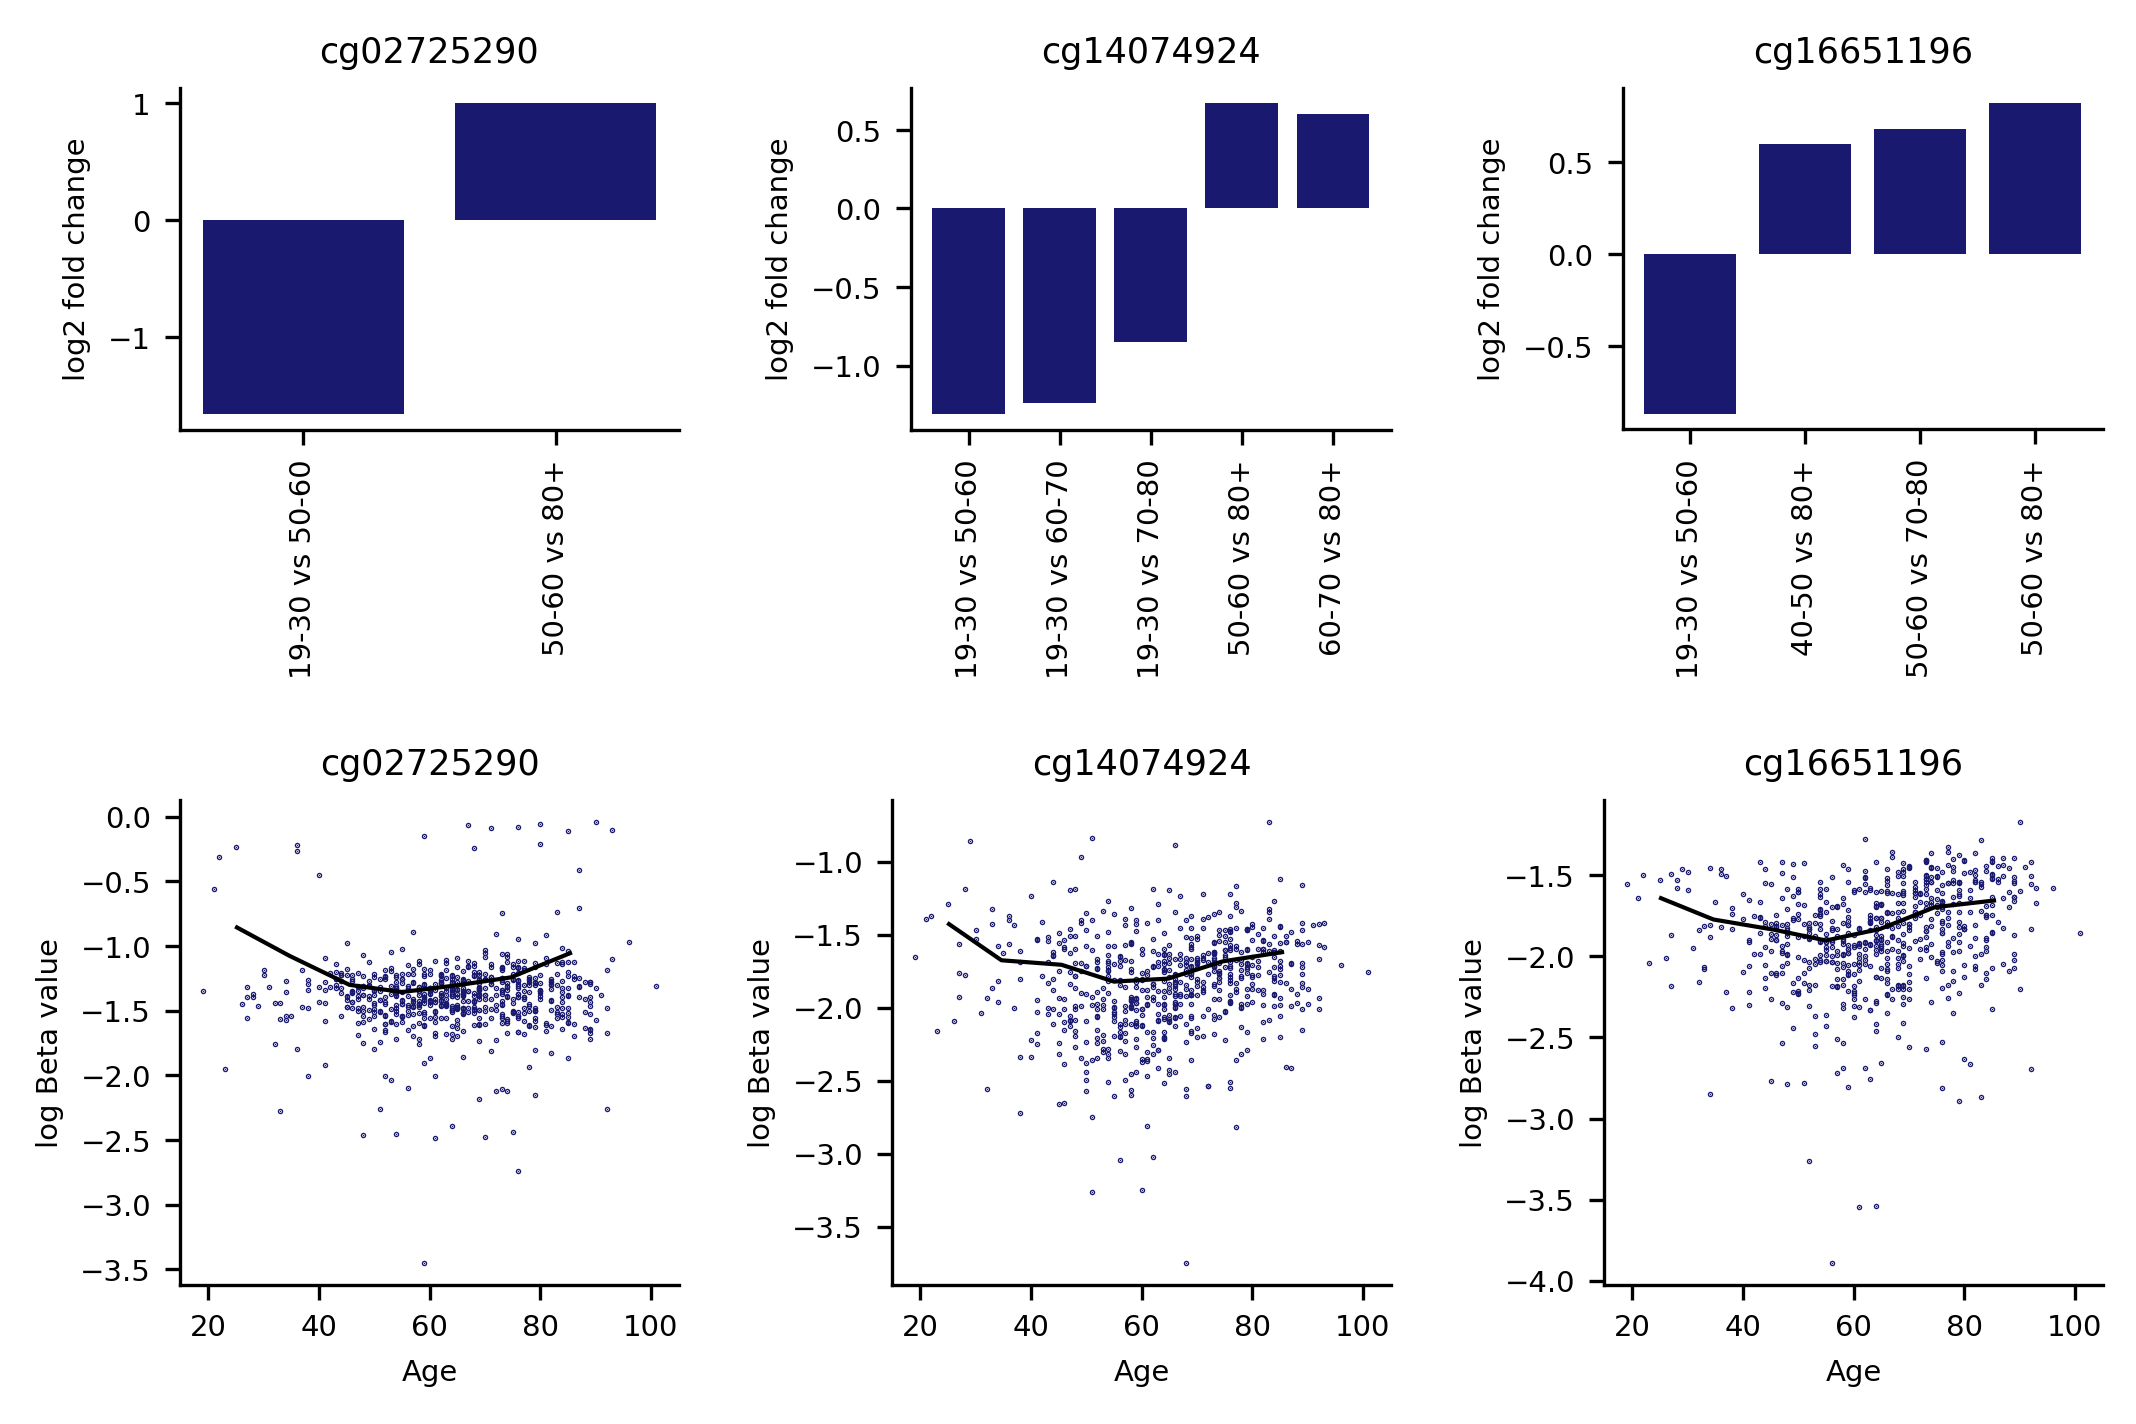 cg02725290
log2 fold change
1
0
−1
19-30 vs 50-60
50-60 vs 80+
cg14074924
log2 fold change
0.5
0.0
−0.5
−1.0
19-30 vs 50-60
19-30 vs 60-70
19-30 vs 70-80
50-60 vs 80+
60-70 vs 80+
cg16651196
log2 fold change
0.5
0.0
−0.5
19-30 vs 50-60
40-50 vs 80+
50-60 vs 70-80
50-60 vs 80+
cg02725290
log Beta value
0.0
−0.5
−1.0
−1.5
−2.0
−2.5
−3.0
−3.5
20 40 60 80 100
Age
cg14074924
log Beta value
−1.0
−1.5
−2.0
−2.5
−3.0
−3.5
20 40 60 80 100
Age
cg16651196
log Beta value
−1.5
−2.0
−2.5
−3.0
−3.5
−4.0
20 40 60 80 100
Age